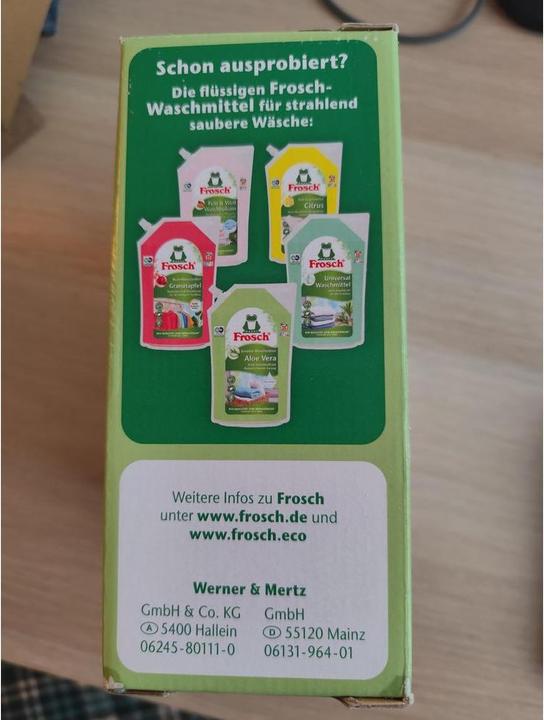 Schon ausprobiert?
Die flüssigen Frosch-
Waschmittel für strahlend
saubere Wäsche:
Frosch
Frosch
Citrus
Frosch
Granatapfel
Frosch
Universal
Waschmittel
Frosch
Aloe Vera
Weitere Infos zu Frosch
unter www.frosch.de und
www.frosch.eco
Werner & Mertz
GmbH & Co. KG GmbH
A 5400 Hallein D 55120 Mainz
06245-80111-0 06131-964-01